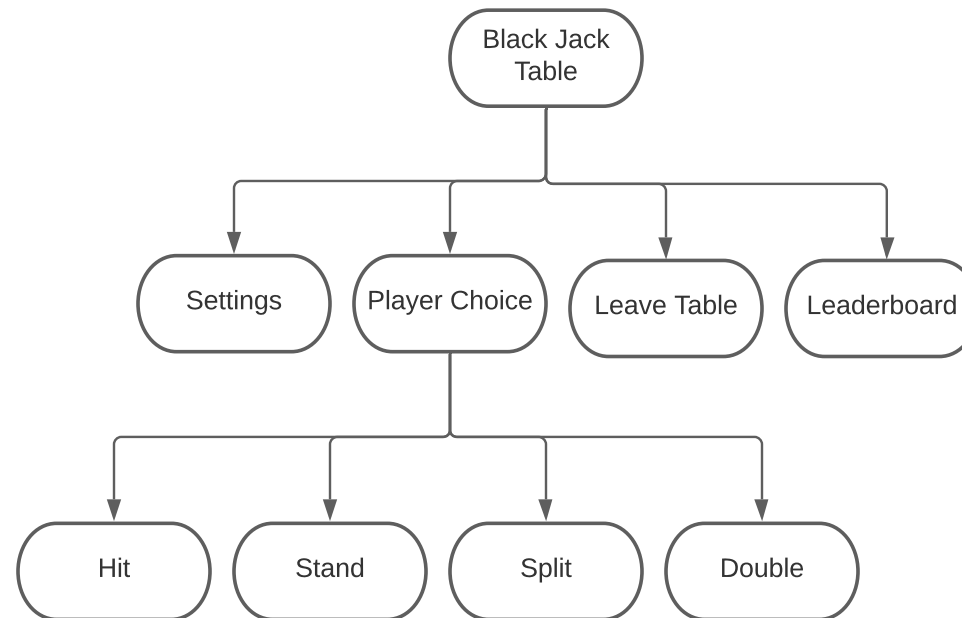 Black Jack
Table
Settings
Player Choice
Leave Table
Leaderboard
Hit
Stand
Split
Double